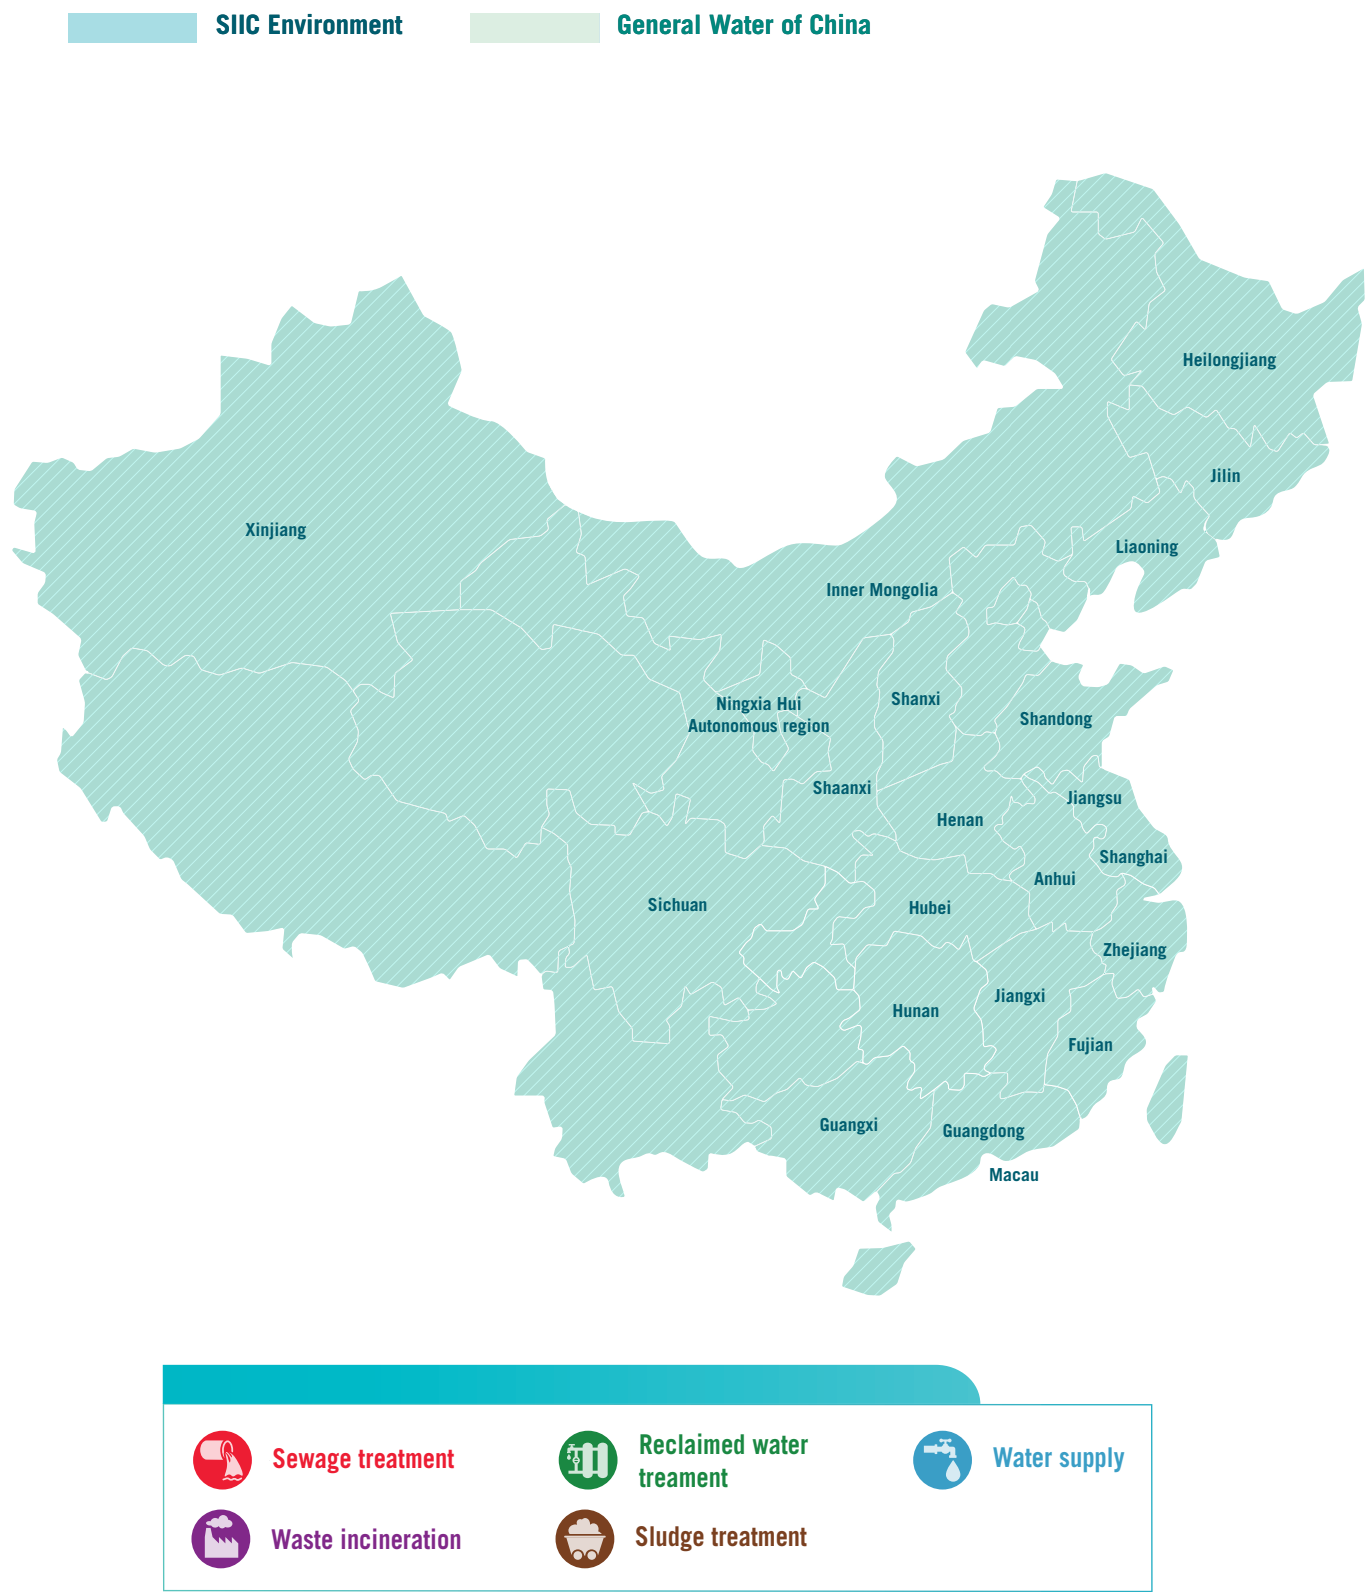 SIIC Environment
General Water of China
Heilongjiang
Jilin
Xinjiang
Liaoning
Inner Mongolia
Shanxi
Ningxia Hui
Autonomous region
Shandong
Shaanxi
Jiangsu
Henan
Shanghai
Anhui
Sichuan
Hubei
Zhejiang
Jiangxi
Hunan
Fujian
Guangxi
Guangdong
Macau
Sewage treatment
Reclaimed water
treament
Water supply
Waste incineration
Sludge treatment